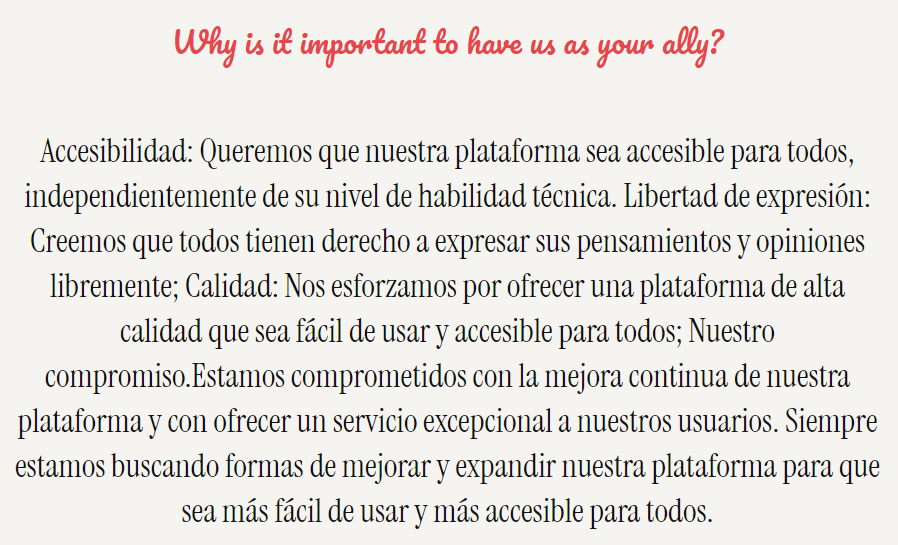 Why is it important to have us as your ally?
Accesibilidad: Queremos que nuestra plataforma sea accesible para todos,
independientemente de su nivel de habilidad técnica. Libertad de expresión:
Creemos que todos tienen derecho a expresar sus pensamientos y opiniones
libremente; Calidad: Nos esforzamos por ofrecer una plataforma de alta
calidad que sea fácil de usar y accesible para todos; Nuestro
compromiso.Estamos comprometidos con la mejora continua de nuestra
plataforma y con ofrecer un servicio excepcional a nuestros usuarios. Siempre
estamos buscando formas de mejorar y expandir nuestra plataforma para que
sea más fácil de usar y más accesible para todos.